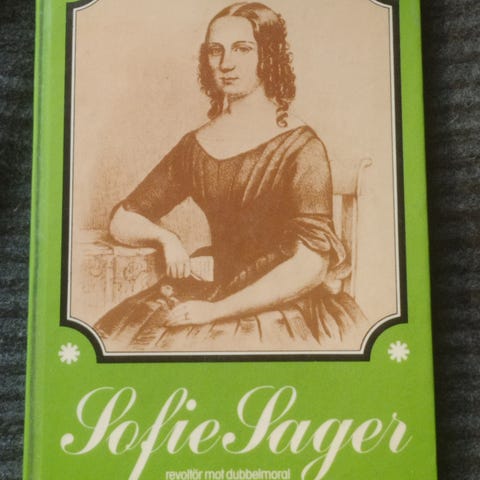 Sofie Sager
revoltör mot dubbelmoral